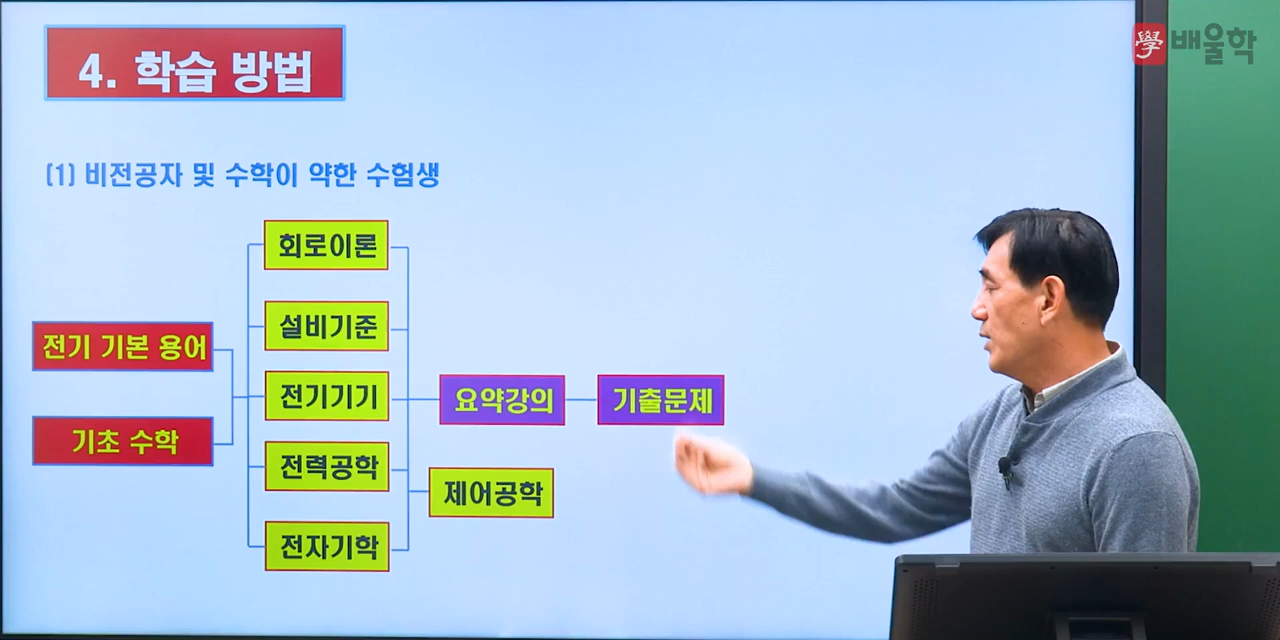 4. 학습 방법
學 배울학
(1) 비전공자 및 수학이 약한 수험생
전기 기본 용어
기초 수학
회로이론
설비기준
전기기기
전력공학
전자기학
요약강의
기출문제
제어공학